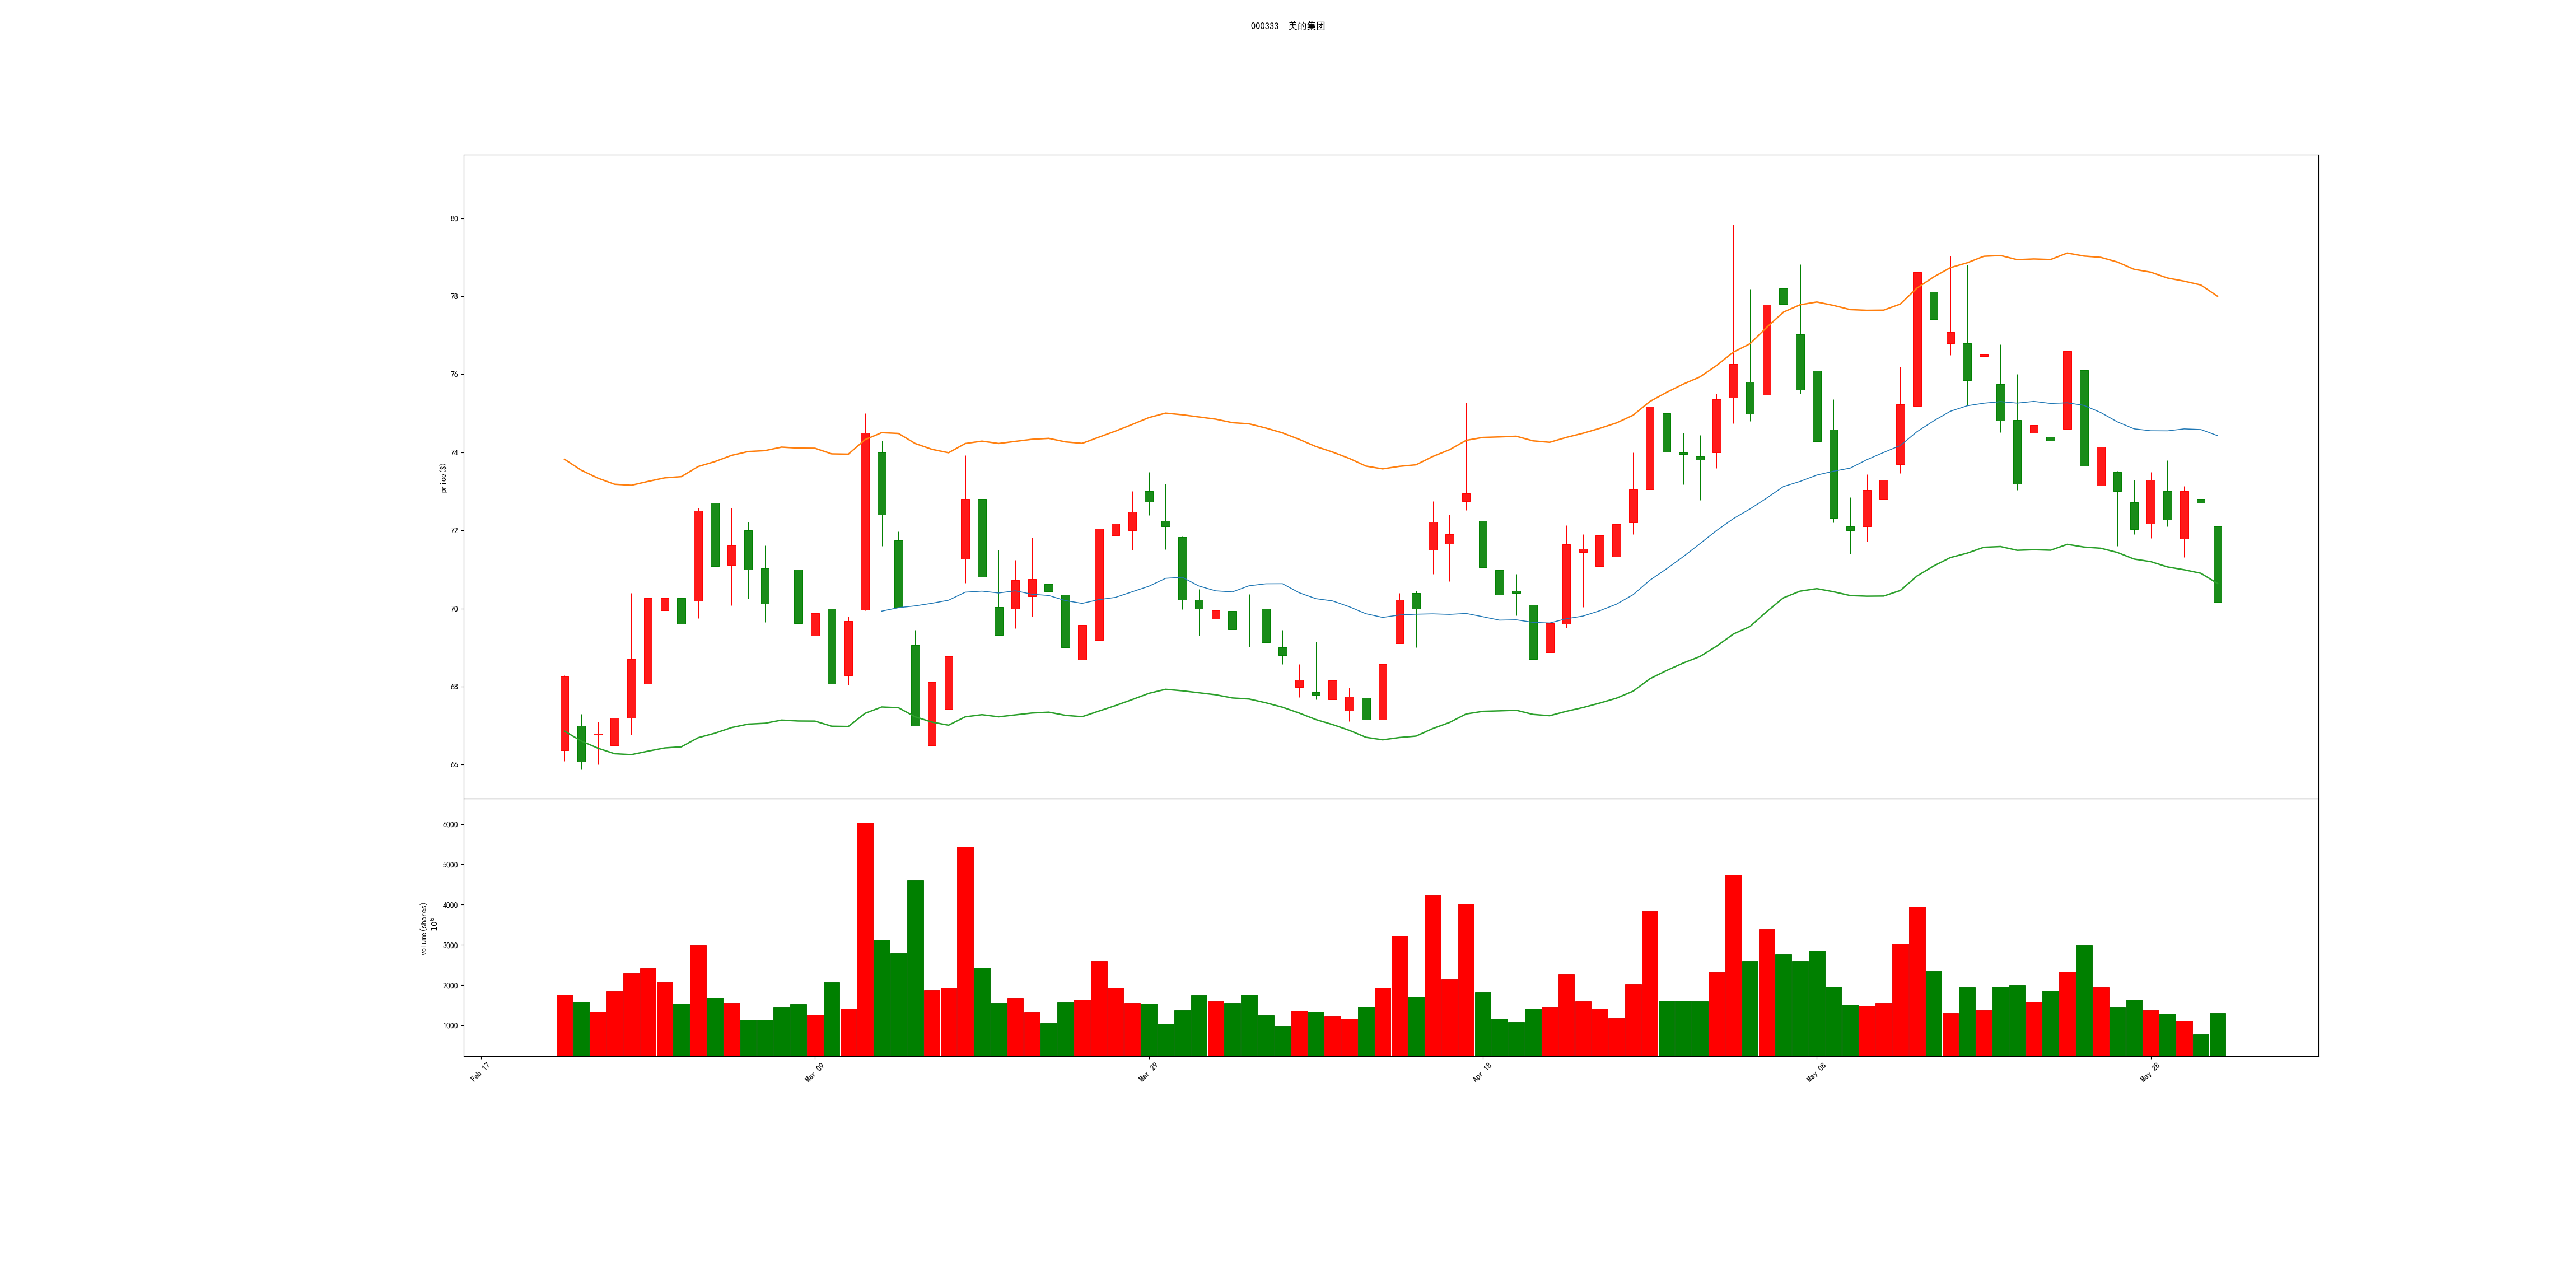 000333 美的集团
80
78
76
74
72
70
68
66
price($)
6000
5000
4000
3000
2000
1000
volume(shares)
10⁶
Feb 17
Mar 09
Mar 29
Apr 18
May 08
May 28